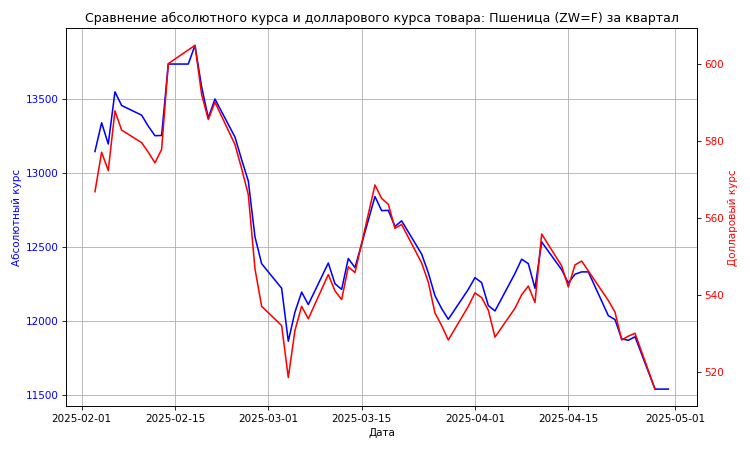 Сравнение абсолютного курса и долларового курса товара: Пшеница (ZW=F) за квартал
Абсолютный курс
13500
13000
12500
12000
11500
600
580
560
540
520
Долларовый курс
2025-02-01 2025-02-15 2025-03-01 2025-03-15 2025-04-01 2025-04-15 2025-05-01
Дата